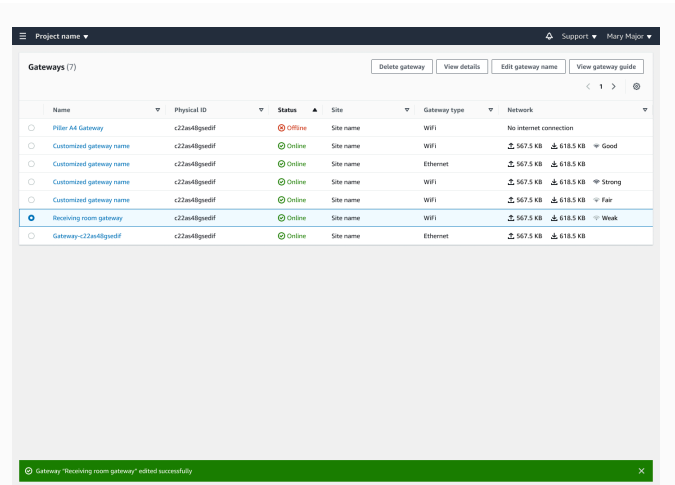 Project name
Support Mary Major
Gateways (7) Delete gateway View details Edit gateway name View gateway guide
1
Name Physical ID Status Site Gateway type Network
Piller A4 Gateway c22as48gsedif Offline Site name WiFi No internet connection
Customized gateway name c22as48gsedif Online Site name WiFi 567.5 KB 618.5 KB Good
Customized gateway name c22as48gsedif Online Site name Ethernet 567.5 KB 618.5 KB
Customized gateway name c22as48gsedif Online Site name WiFi 567.5 KB 618.5 KB Strong
Customized gateway name c22as48gsedif Online Site name WiFi 567.5 KB 618.5 KB Fair
Receiving room gateway c22as48gsedif Online Site name WiFi 567.5 KB 618.5 KB Weak
Gateway-c22as48gsedif c22as48gsedif Online Site name Ethernet 567.5 KB 618.5 KB
Gateway "Receiving room gateway" edited successfully